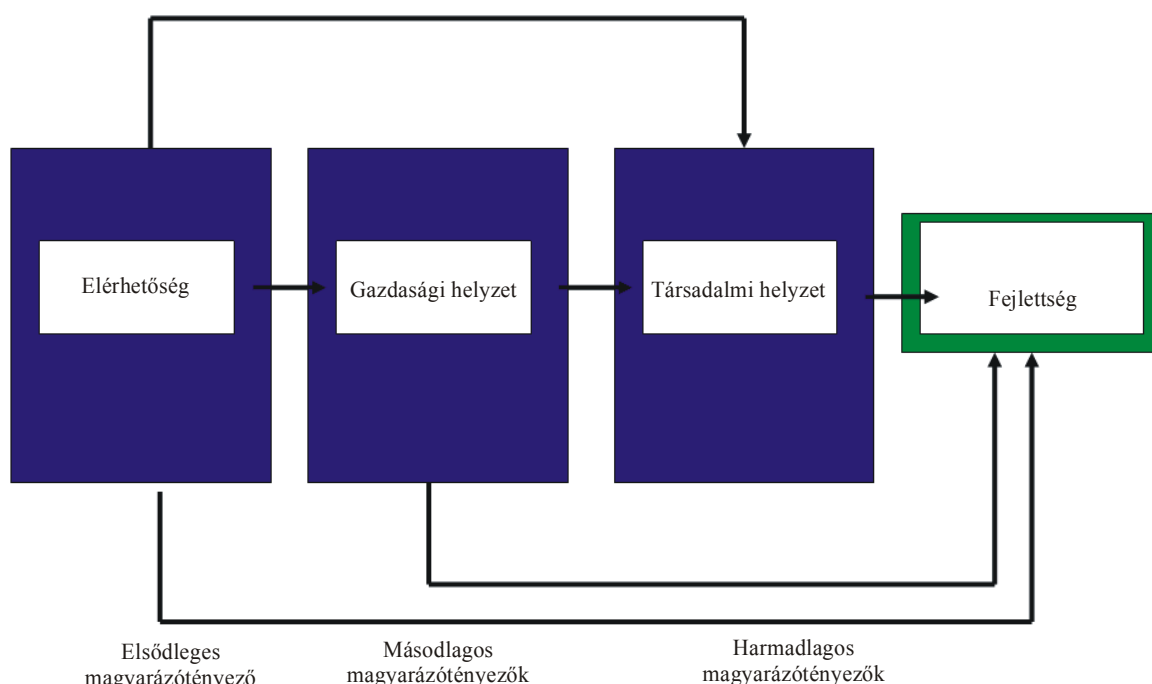 Elérhetőség
Gazdasági helyzet
Társadalmi helyzet
Fejlettség
Elsődleges
magyarázótényező
Másodlagos
magyarázótényezők
Harmadlagos
magyarázótényezők